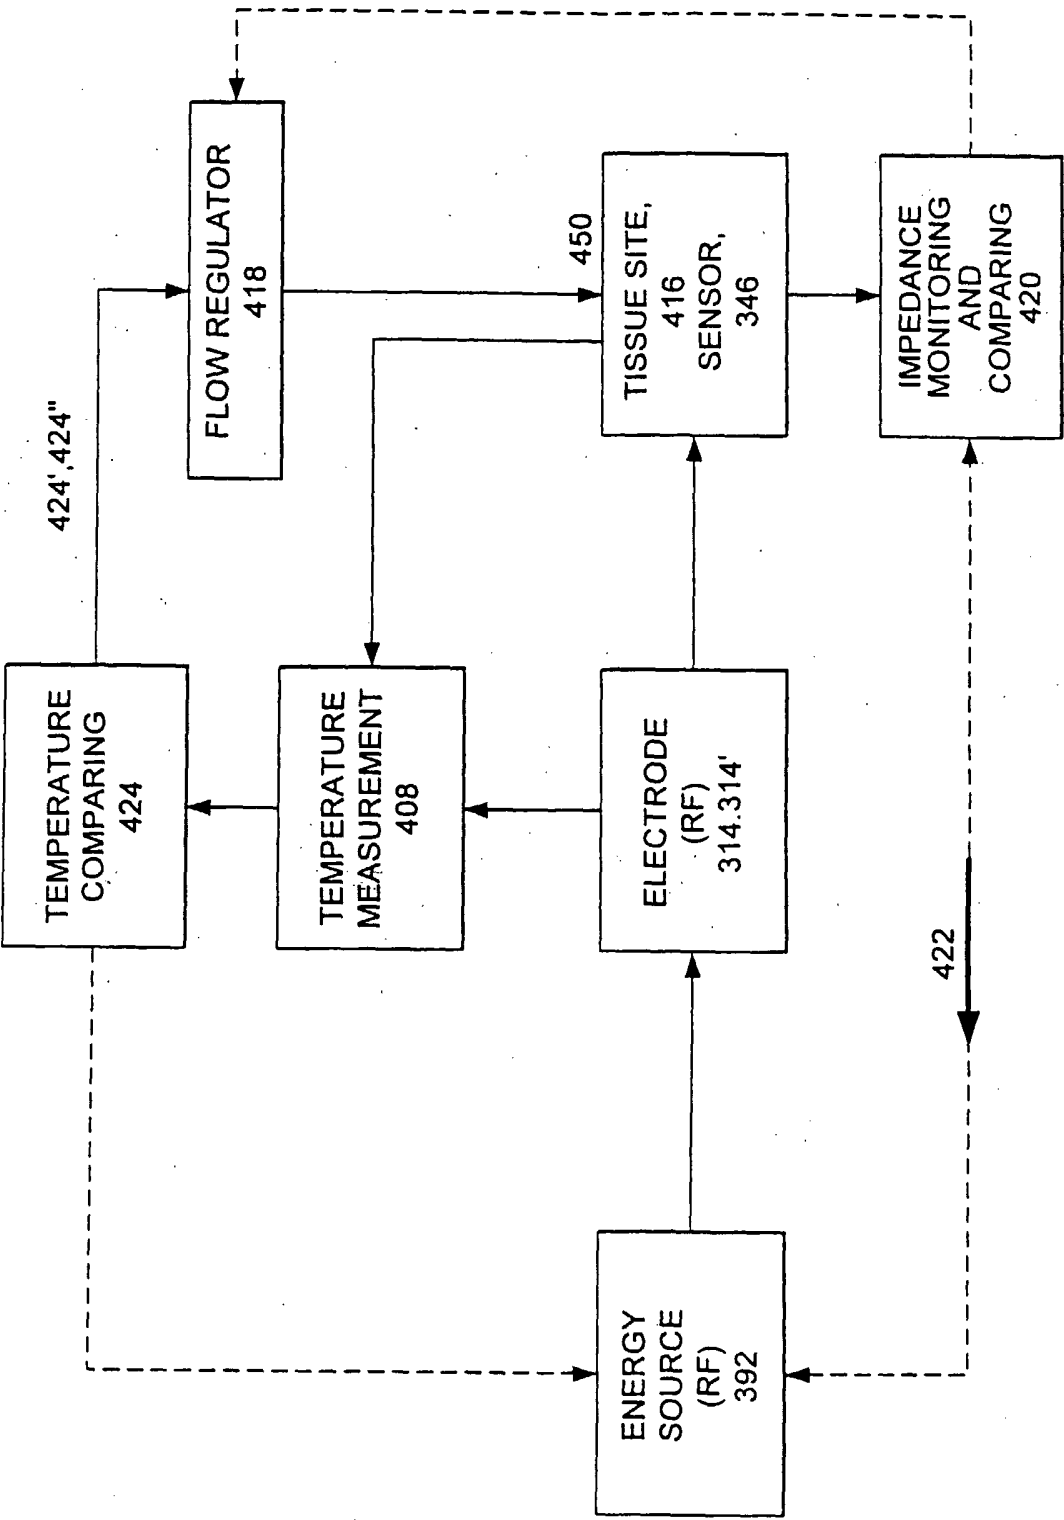 TEMPERATURE
COMPARING
424
424',424"
FLOW REGULATOR
418
TEMPERATURE
MEASUREMENT
408
450
ENERGY
SOURCE
(RF)
392
ELECTRODE
(RF)
314.314'
TISSUE SITE,
416
SENSOR,
346
422
IMPEDANCE
MONITORING
AND
COMPARING
420